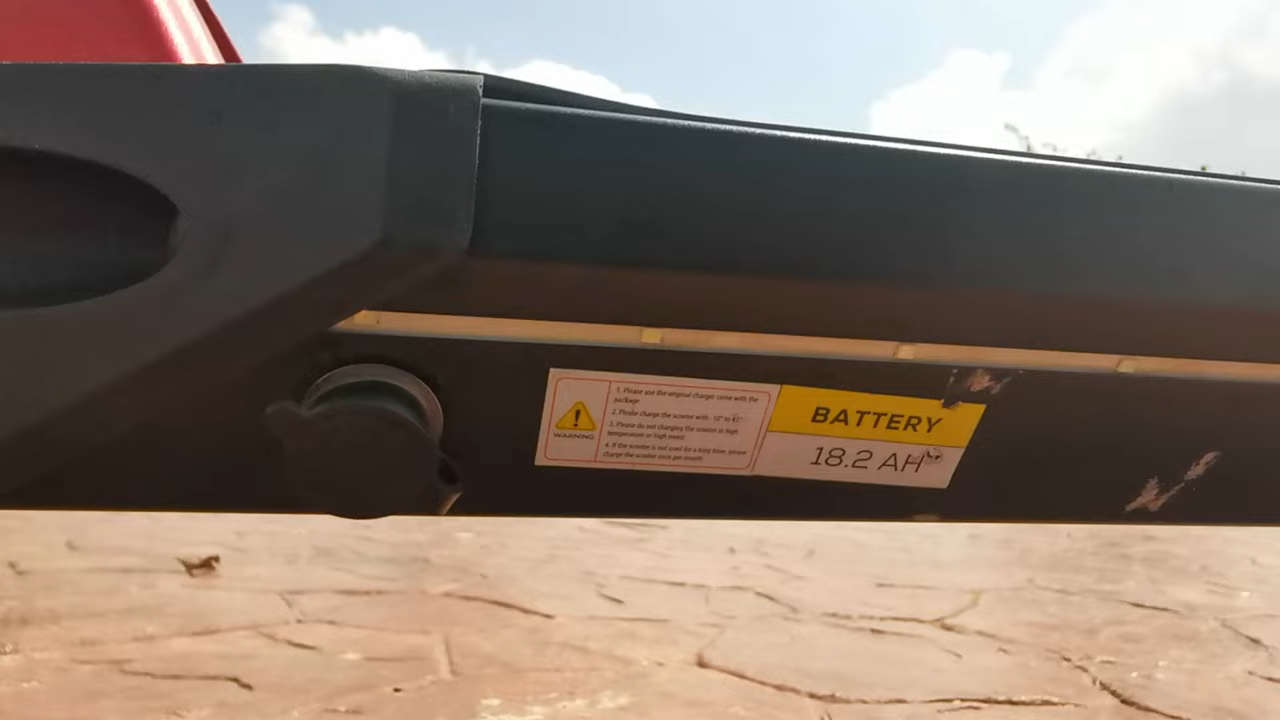 WARNING
1. Please use the original charger come with the
package
2. Please charge the scooter with -10° to 45°
3. Please do not charging the scooter in high
temperature or high moist
4. If the scooter is not used for a long time, please
charge the scooter once per month
BATTERY
18.2 AH